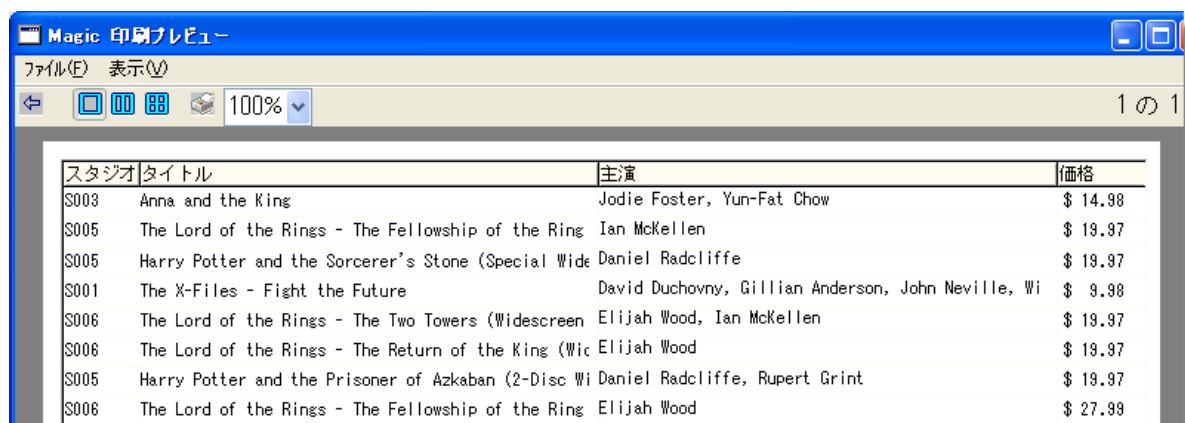 Magic 印刷プレビュー
ファイル(F) 表示(V)
100% 1 の 1
スタジオ タイトル 主演 価格
S003 Anna and the King Jodie Foster, Yun-Fat Chow $ 14.98
S005 The Lord of the Rings - The Fellowship of the Ring Ian McKellen $ 19.97
S005 Harry Potter and the Sorcerer's Stone (Special Wide Daniel Radcliffe $ 19.97
S001 The X-Files - Fight the Future David Duchovny, Gillian Anderson, John Neville, Wi $ 9.98
S006 The Lord of the Rings - The Two Towers (Widescreen Elijah Wood, Ian McKellen $ 19.97
S006 The Lord of the Rings - The Return of the King (Wid Elijah Wood $ 19.97
S005 Harry Potter and the Prisoner of Azkaban (2-Disc Wi Daniel Radcliffe, Rupert Grint $ 19.97
S006 The Lord of the Rings - The Fellowship of the Ring Elijah Wood $ 27.99